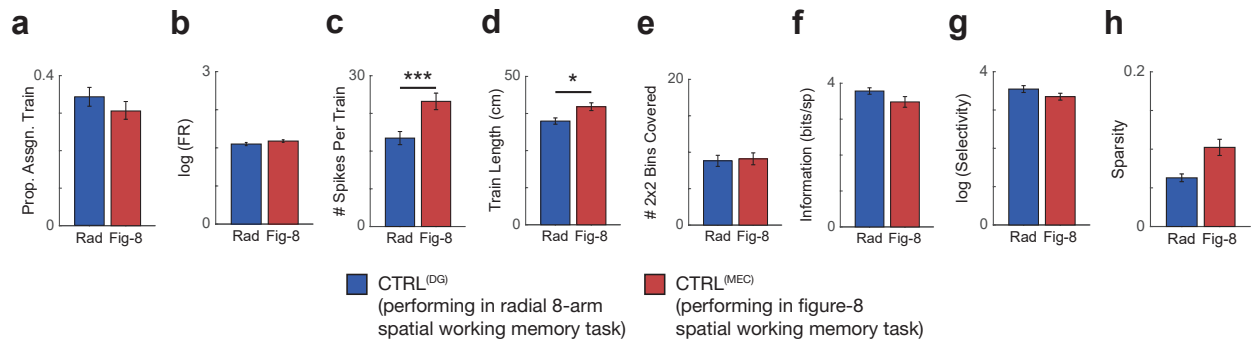 a
b
c
d
e
f
g
h
Prop. Assgn. Train
0.4
0
Rad Fig-8
log (FR)
3
0
Rad Fig-8
# Spikes Per Train
30
0
***
Rad Fig-8
Train Length (cm)
50
0
*
Rad Fig-8
# 2x2 Bins Covered
20
0
Rad Fig-8
Information (bits/sp)
4
0
Rad Fig-8
log (Selectivity)
4
0
Rad Fig-8
Sparsity
0.2
0
Rad Fig-8
CTRL(DG)
(performing in radial 8-arm
spatial working memory task)
CTRL(MEC)
(performing in figure-8
spatial working memory task)